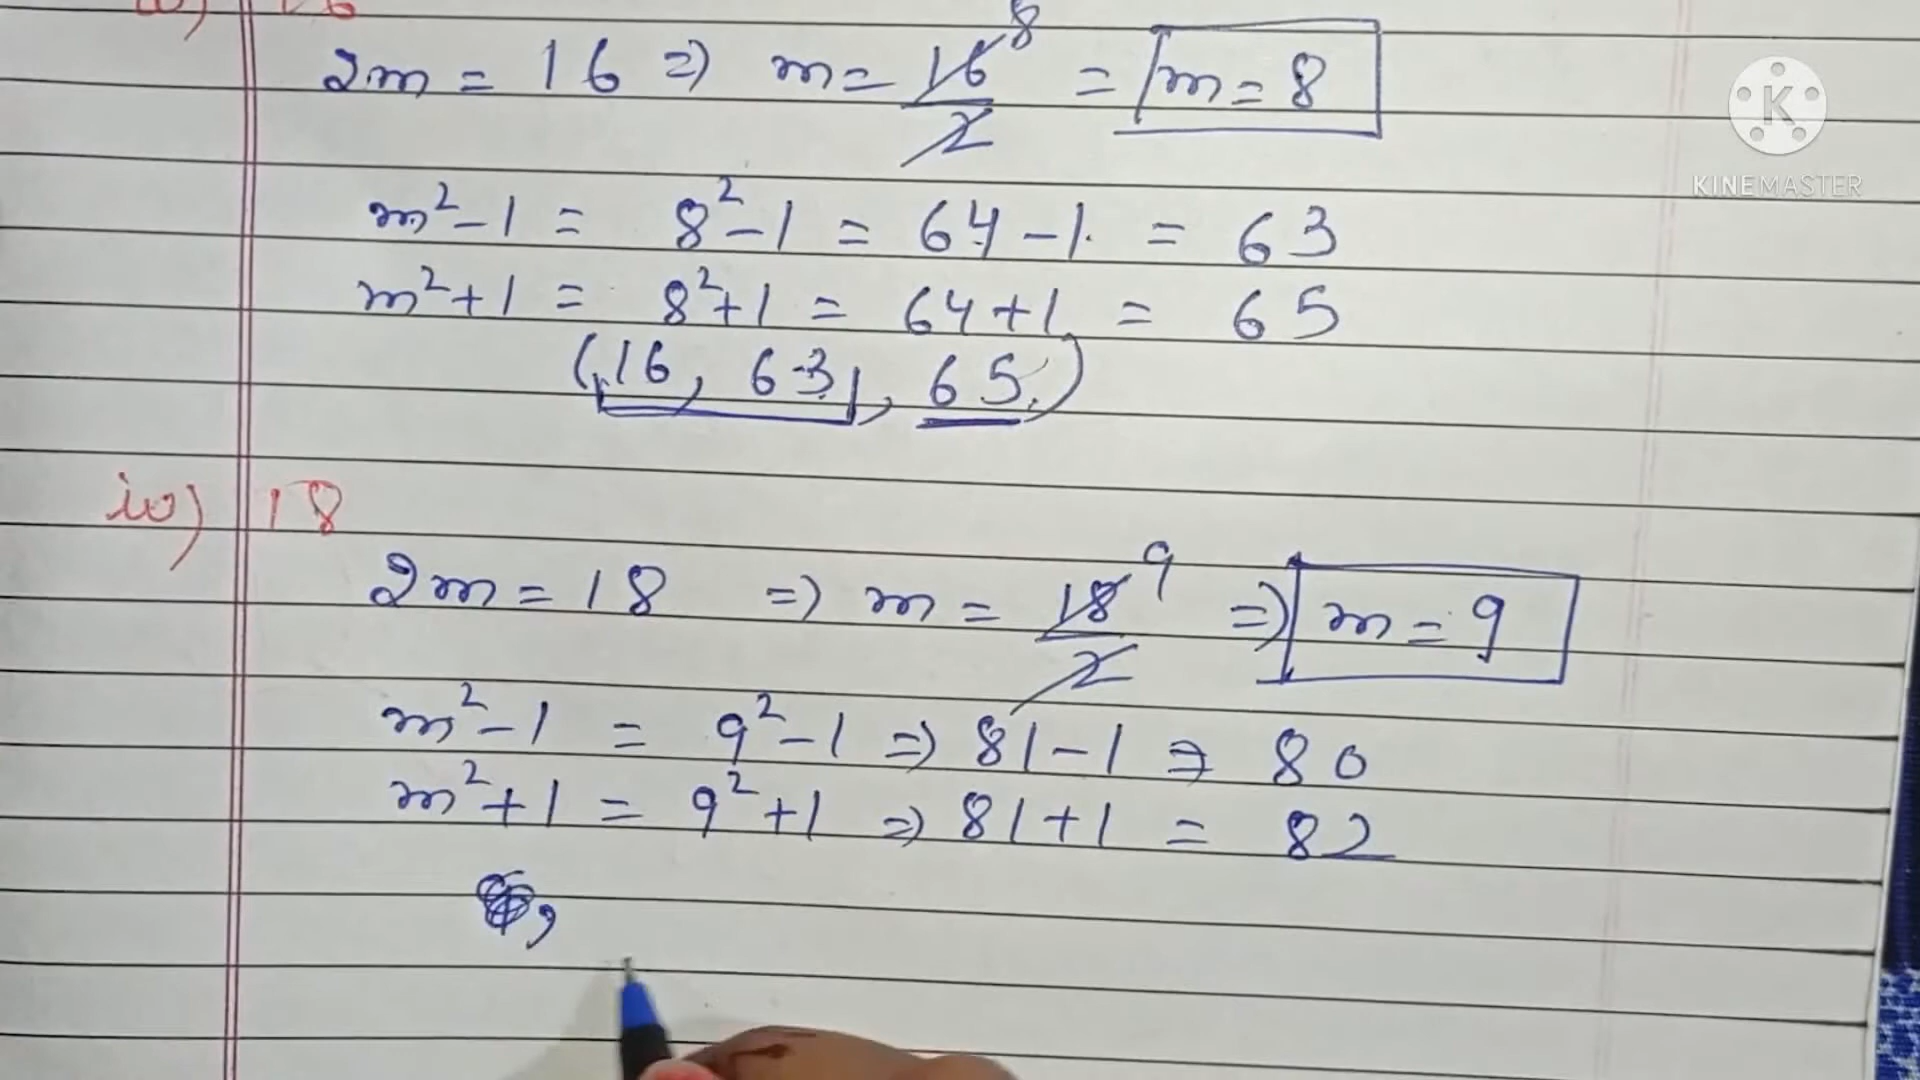 2m = 16 ⇒ m = 16/2 8 = m = 8
KINEMASTER
m²-1 = 8²-1 = 64-1 = 63
m²+1 = 8²+1 = 64+1 = 65
(16, 63, 65)
iv) 18
2m = 18 ⇒ m = 18/2 9 ⇒ m = 9
m²-1 = 9²-1 ⇒ 81-1 ⇒ 80
m²+1 = 9²+1 ⇒ 81+1 = 82
,